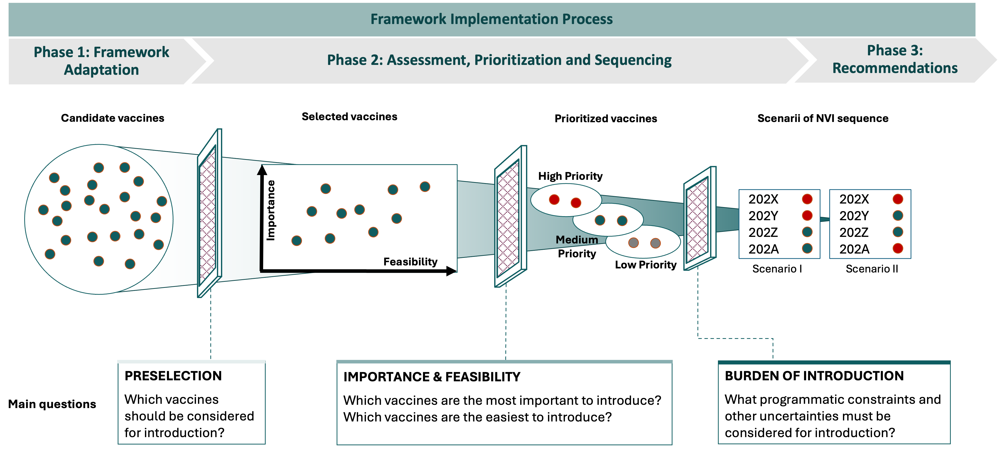 Framework Implementation Process
Phase 1: Framework
Adaptation
Phase 2: Assessment, Prioritization and Sequencing
Phase 3:
Recommendations
Candidate vaccines
Selected vaccines
Prioritized vaccines
Scenarii of NVI sequence
Importance
Feasibility
High Priority
Medium
Priority
Low Priority
202X
202Y
202Z
202A
Scenario I
202X
202Y
202Z
202A
Scenario II
Main questions
PRESELECTION
Which vaccines
should be considered
for introduction?
IMPORTANCE & FEASIBILITY
Which vaccines are the most important to introduce?
Which vaccines are the easiest to introduce?
BURDEN OF INTRODUCTION
What programmatic constraints and
other uncertainties must be
considered for introduction?